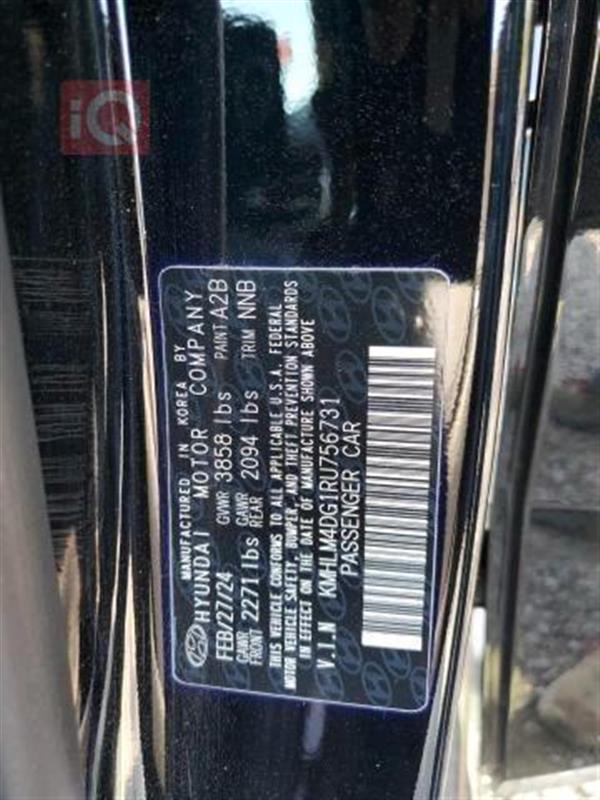 iQ
MANUFACTURED IN KOREA BY
HYUNDAI MOTOR COMPANY
FEB/27/24 GVWR 3858 lbs PAINT A2B
GAWR FRONT 2271 lbs GAWR REAR 2094 lbs TRIM NNB
THIS VEHICLE CONFORMS TO ALL APPLICABLE U.S.A. FEDERAL
MOTOR VEHICLE SAFETY, BUMPER, AND THEFT PREVENTION STANDARDS
IN EFFECT ON THE DATE OF MANUFACTURE SHOWN ABOVE
V.I.N KMHLM4DG1RU756731
PASSENGER CAR